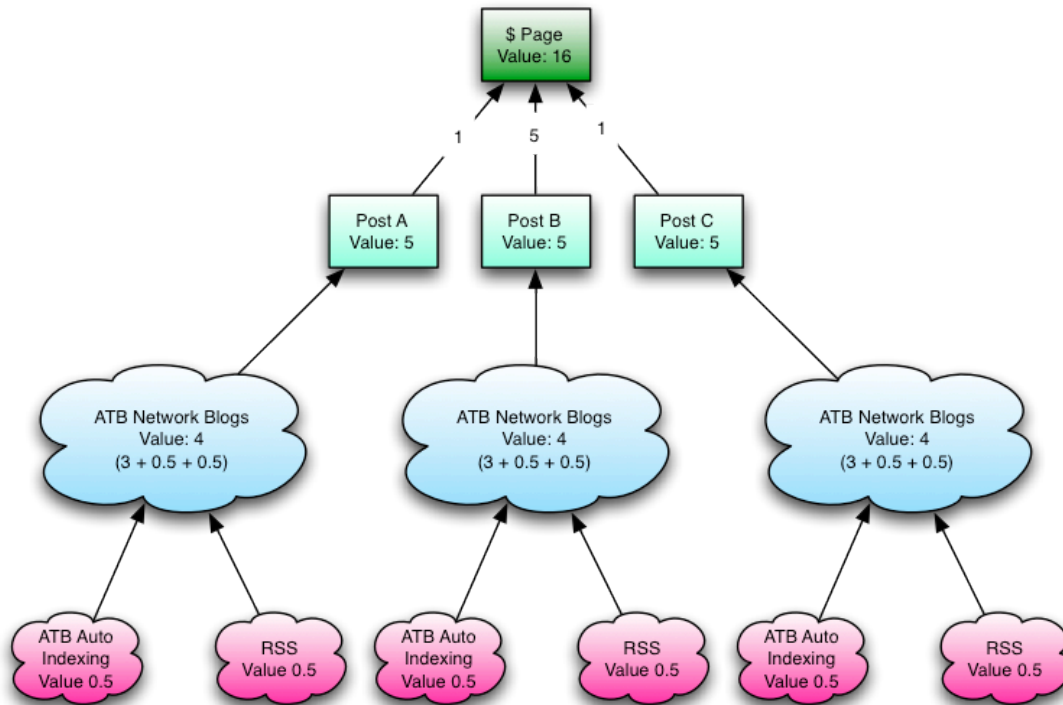 $ Page
Value: 16
1
5
1
Post A
Value: 5
Post B
Value: 5
Post C
Value: 5
ATB Network Blogs
Value: 4
(3 + 0.5 + 0.5)
ATB Network Blogs
Value: 4
(3 + 0.5 + 0.5)
ATB Network Blogs
Value: 4
(3 + 0.5 + 0.5)
ATB Auto
Indexing
Value 0.5
RSS
Value 0.5
ATB Auto
Indexing
Value 0.5
RSS
Value 0.5
ATB Auto
Indexing
Value 0.5
RSS
Value 0.5